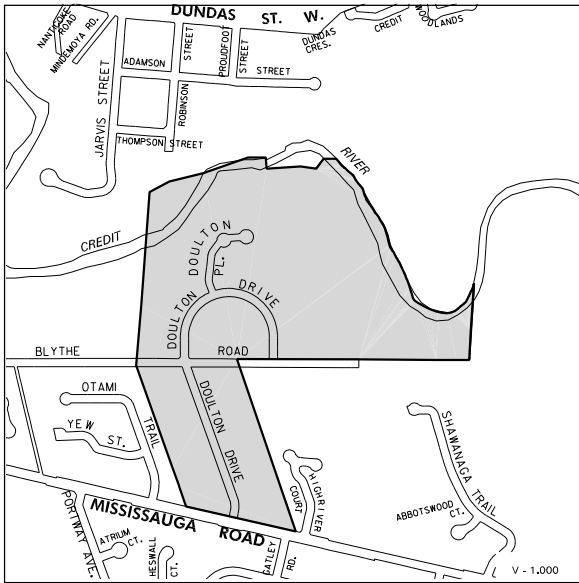 DUNDAS ST. W.
NANTICOKE ROAD
MINDEMOYA RD.
STREET
PROUDFOOT STREET
DUNDAS CRES.
CREDIT WOODLANDS
ADAMSON STREET
JARVIS STREET
ROBINSON
THOMPSON STREET
RIVER
CREDIT
DOULTON PL.
DOULTON DRIVE
BLYTHE ROAD
OTAMI TRAIL
YEW ST.
DOULTON DRIVE
SHAWANAGA TRAIL
ABBOTSWOOD CT.
HIGHRIVER COURT
MISSISSAUGA ROAD
PORTWAY AVE.
ATRIUM CT.
HESWALL CT.
GATLEY RD.
V - 1.000